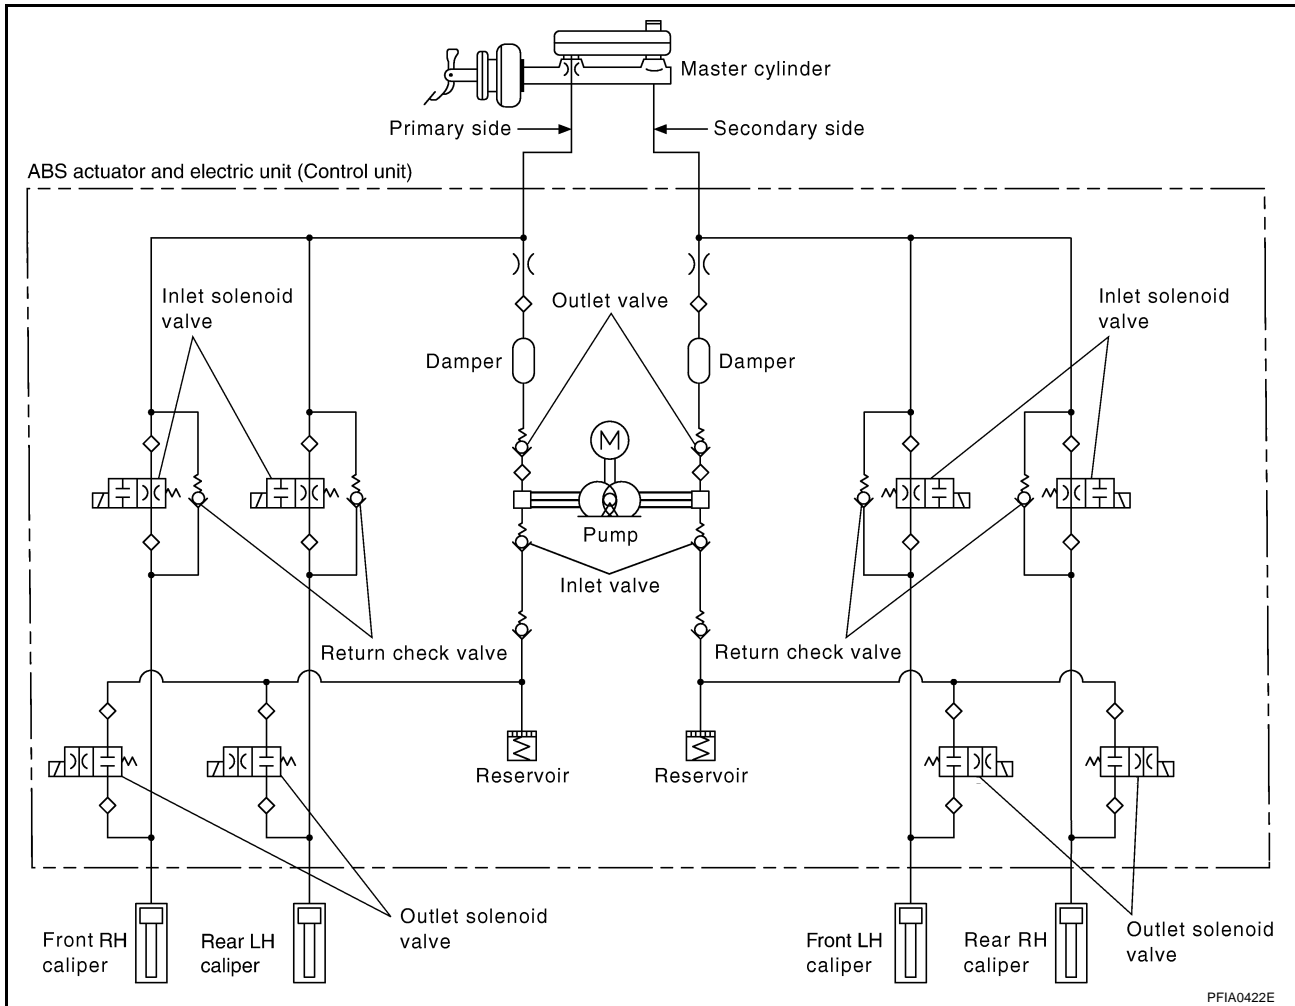 Master cylinder
Primary side
Secondary side
ABS actuator and electric unit (Control unit)
Inlet solenoid
valve
Outlet valve
Inlet solenoid
valve
Damper
Damper
M
Pump
Inlet valve
Return check valve
Return check valve
Reservoir
Reservoir
Front RH
caliper
Rear LH
caliper
Outlet solenoid
valve
Front LH
caliper
Rear RH
caliper
Outlet solenoid
valve
PFIA0422E